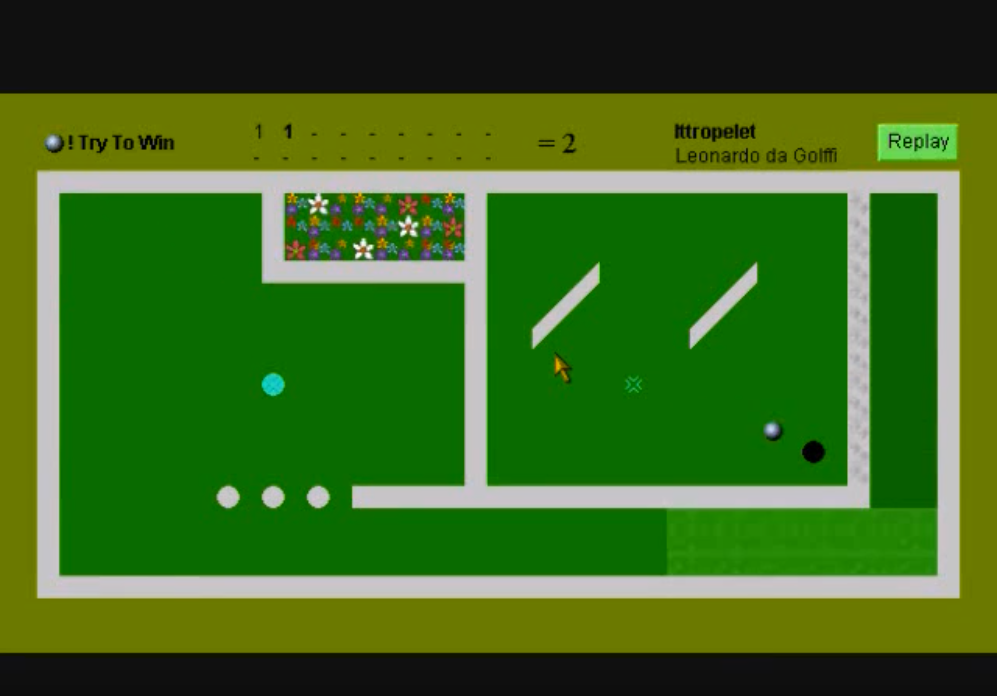 ! Try To Win
1 1 - - - - - - -
- - - - - - - - -
= 2
Ittropelet
Leonardo da Golffi
Replay